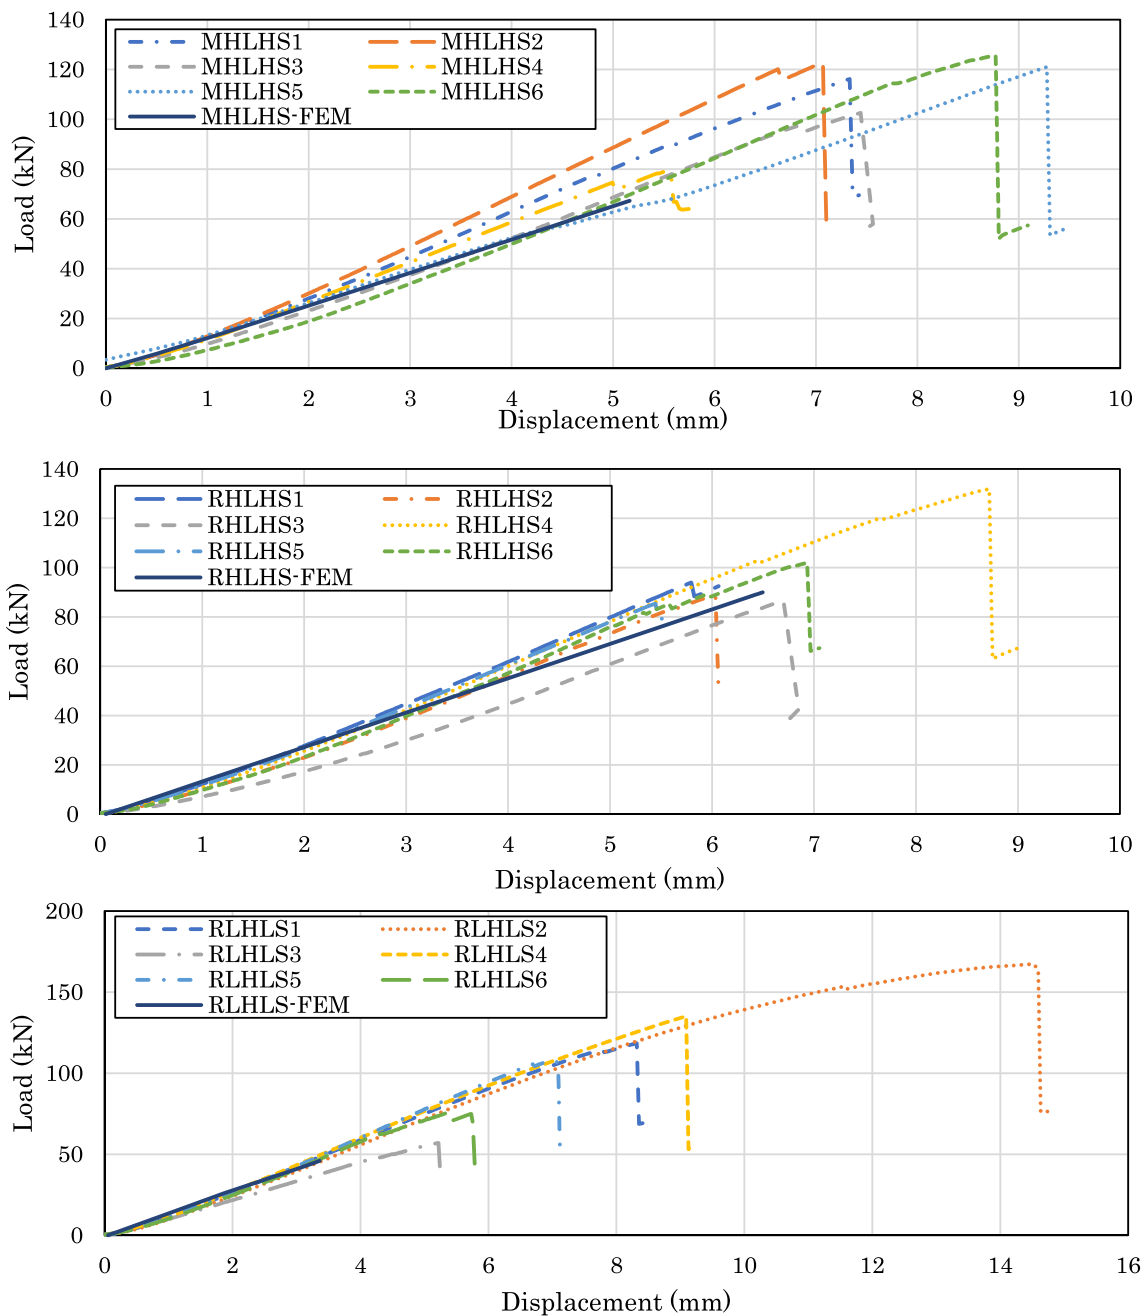 140
120
100
80
60
40
20
0
Load (kN)
MHLHS1 MHLHS2
MHLHS3 MHLHS4
MHLHS5 MHLHS6
MHLHS-FEM
0 1 2 3 4 5 6 7 8 9 10
Displacement (mm)
140
120
100
80
60
40
20
0
Load (kN)
RHLHS1 RHLHS2
RHLHS3 RHLHS4
RHLHS5 RHLHS6
RHLHS-FEM
0 1 2 3 4 5 6 7 8 9 10
Displacement (mm)
200
150
100
50
0
Load (kN)
RLHLS1 RLHLS2
RLHLS3 RLHLS4
RLHLS5 RLHLS6
RLHLS-FEM
0 2 4 6 8 10 12 14 16
Displacement (mm)